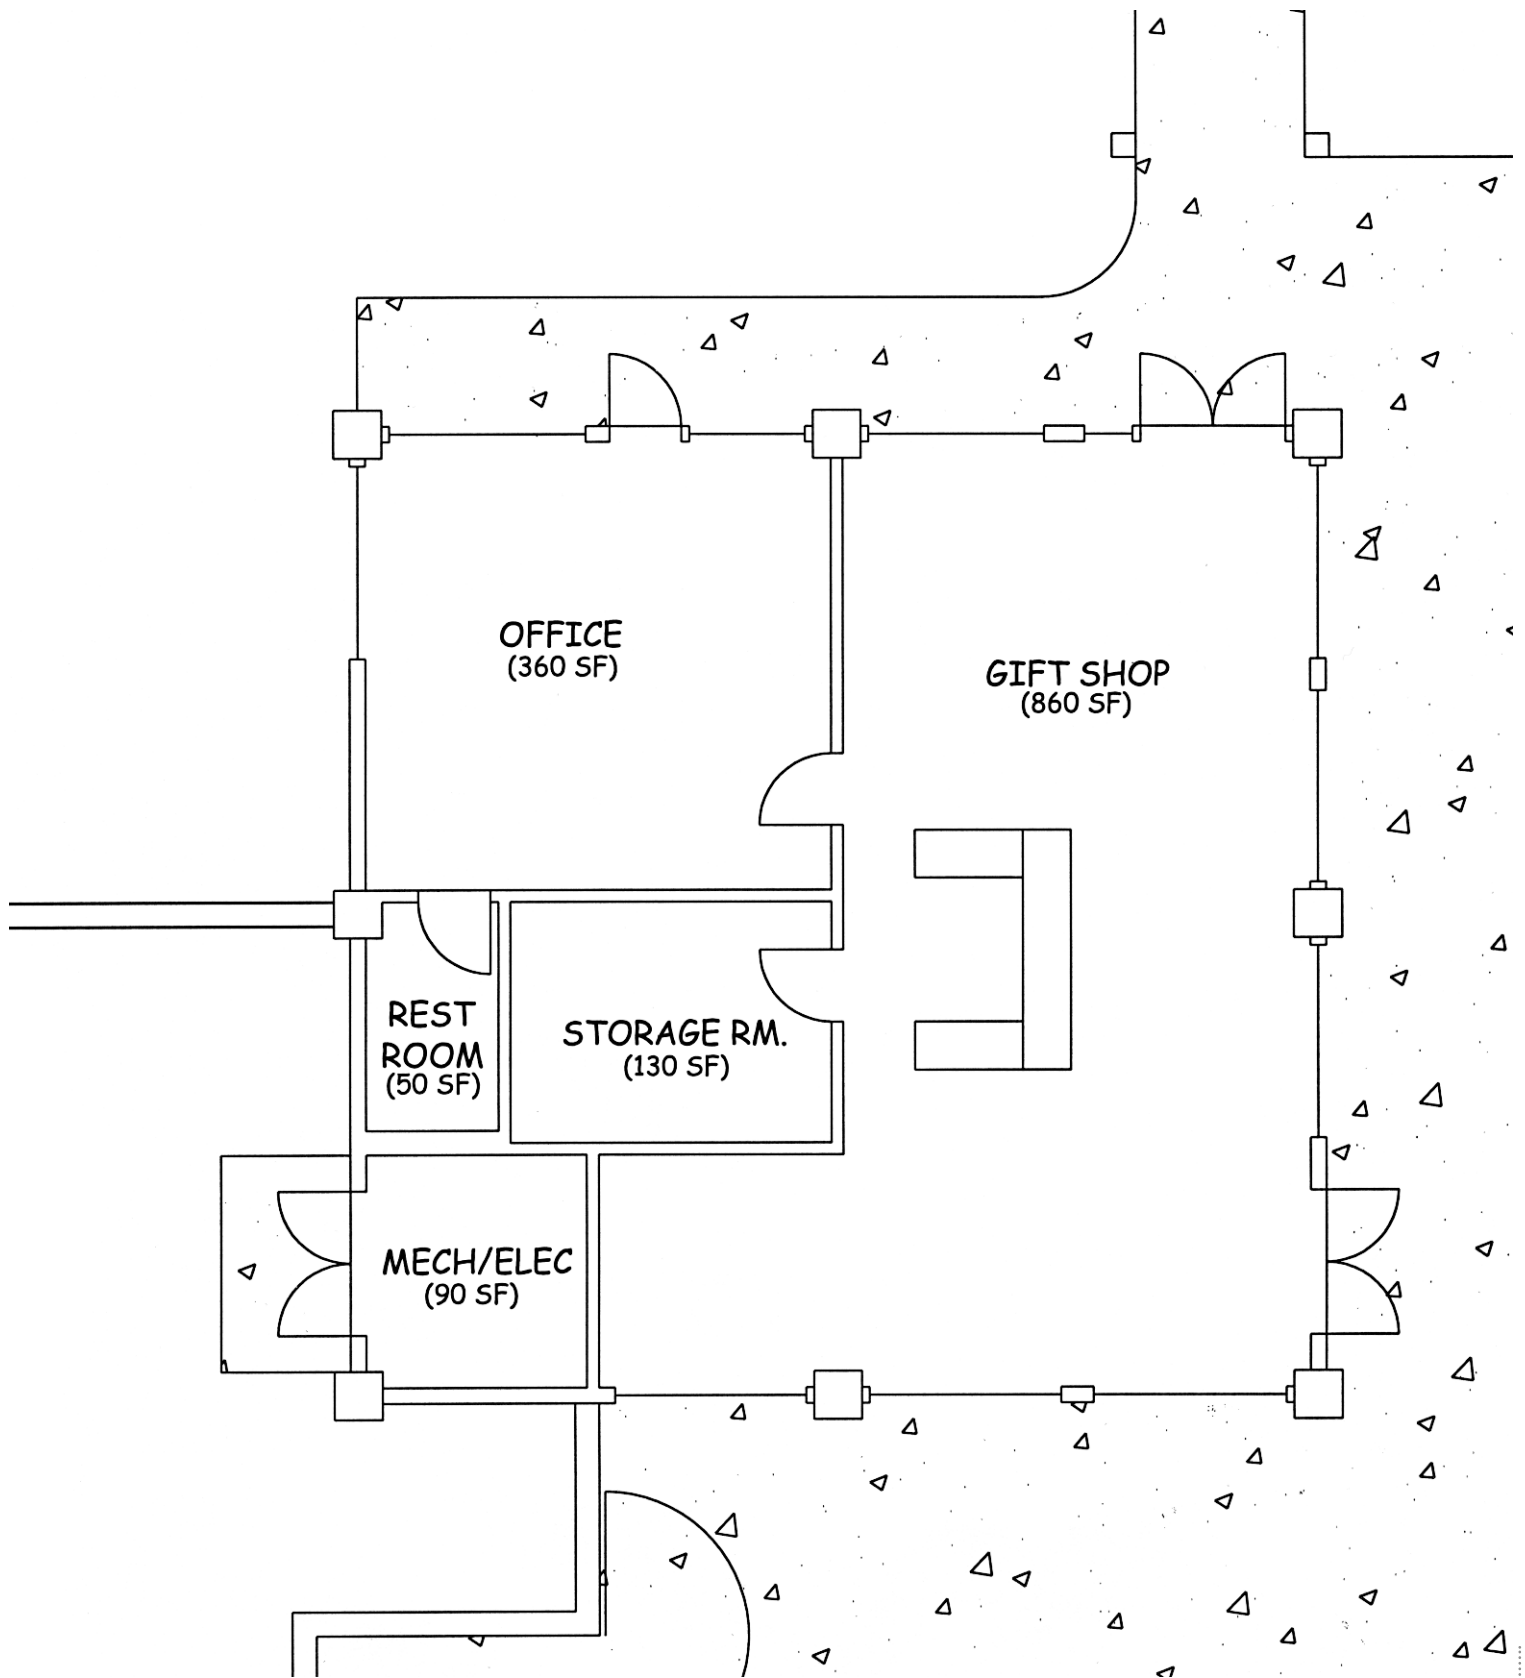 OFFICE
(360 SF)
GIFT SHOP
(860 SF)
REST
ROOM
(50 SF)
STORAGE RM.
(130 SF)
MECH/ELEC
(90 SF)